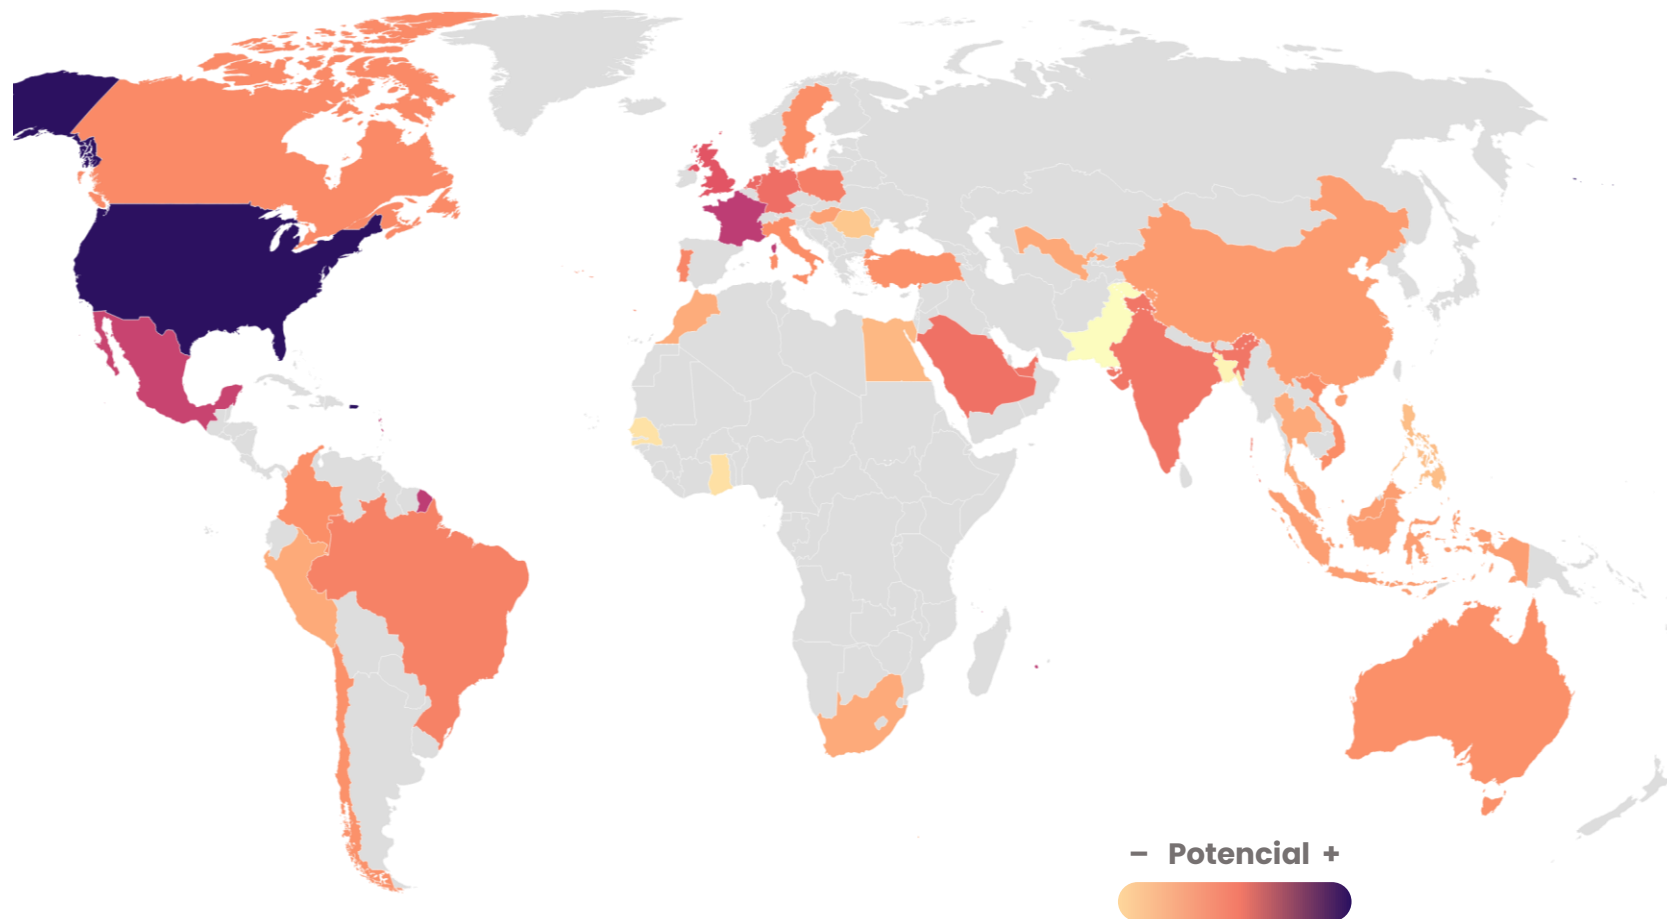 – Potencial +